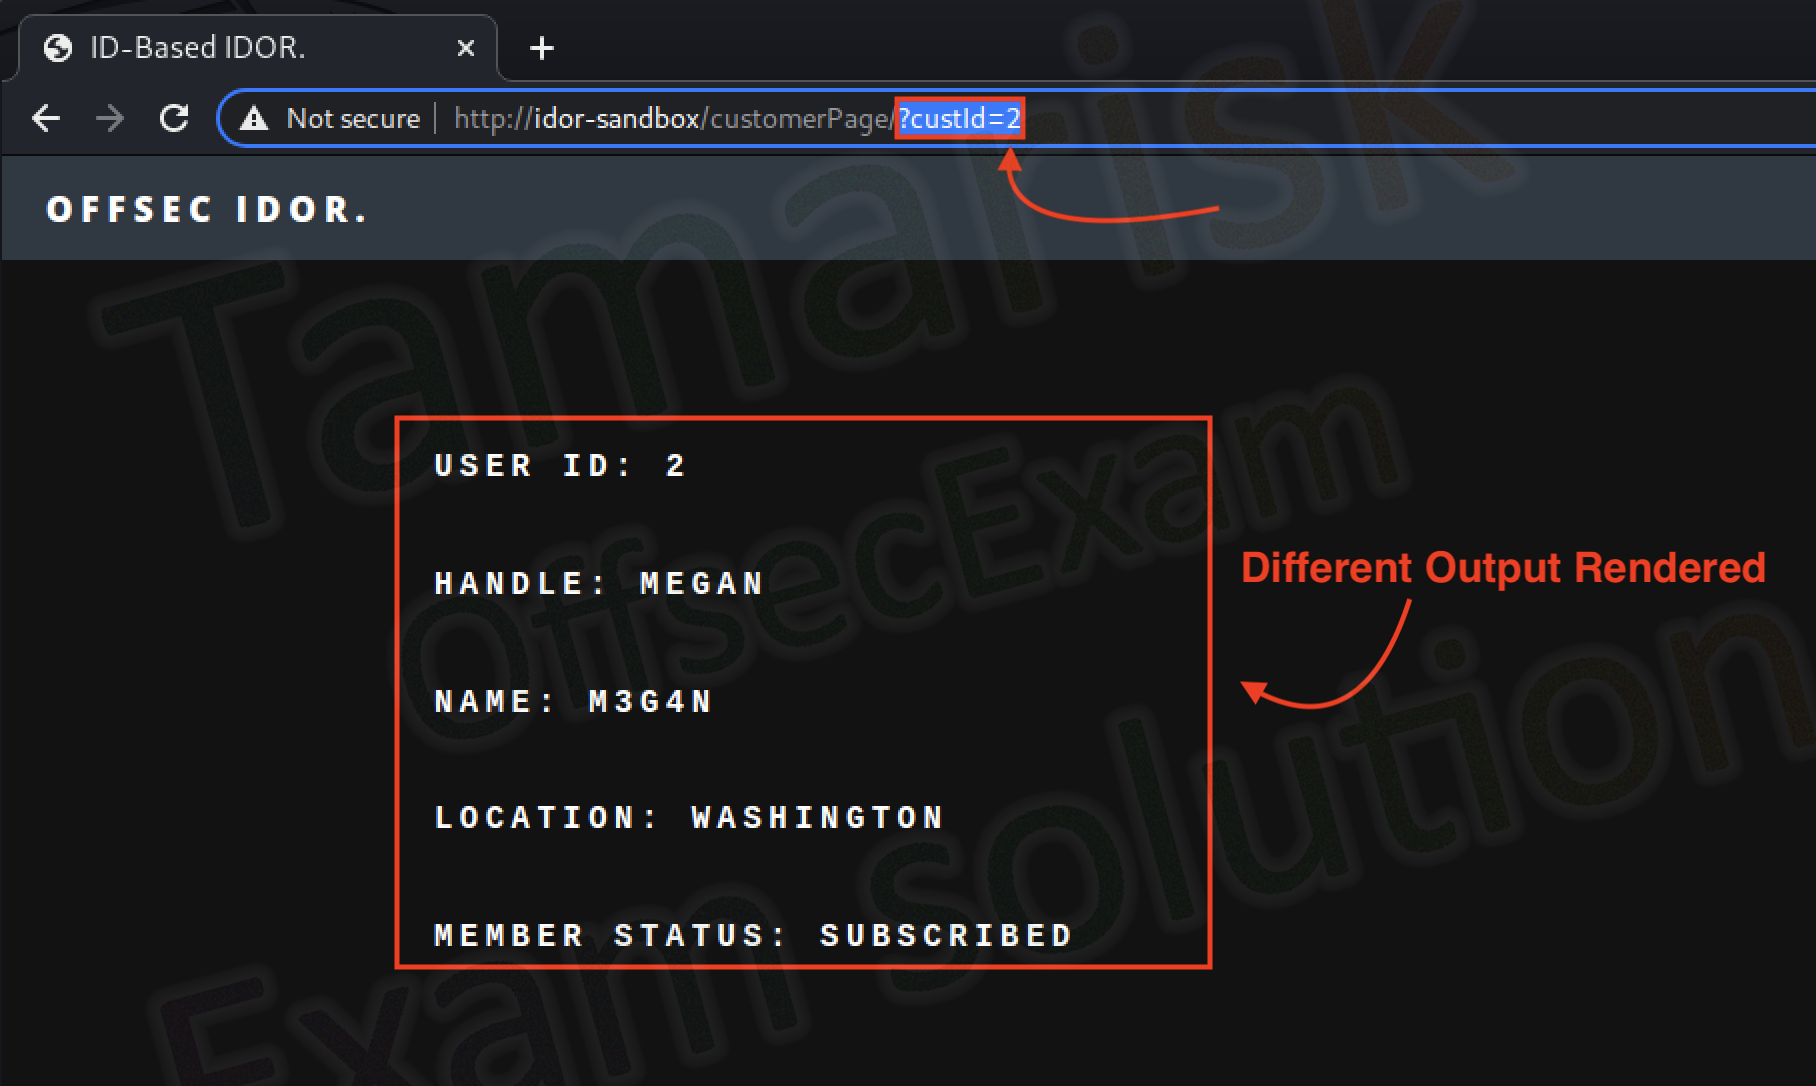 ID-Based IDOR.
Not secure http://idor-sandbox/customerPage/?custId=2
OFFSEC IDOR.
USER ID: 2
HANDLE: MEGAN
NAME: M3G4N
LOCATION: WASHINGTON
MEMBER STATUS: SUBSCRIBED
Different Output Rendered
Tamarisk
OffsecExam
Exam solution